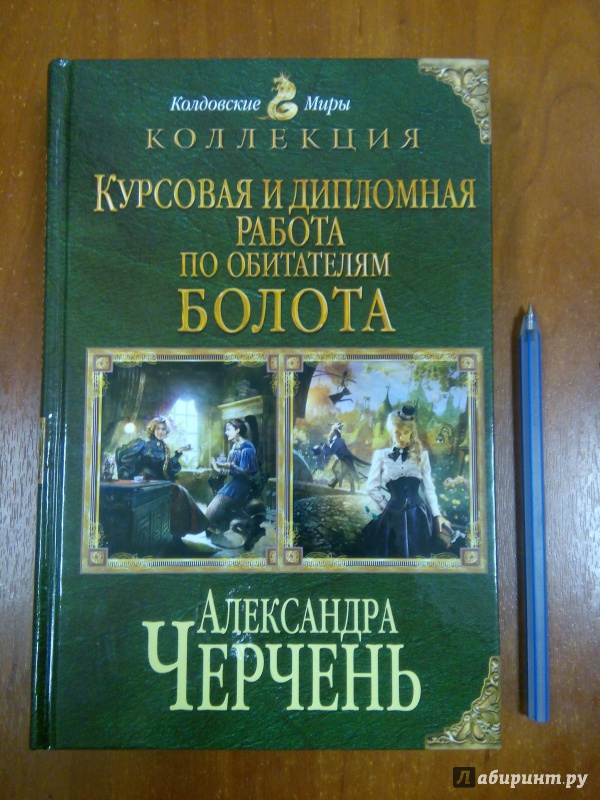 Колдовские Миры
КОЛЛЕКЦИЯ
КУРСОВАЯ И ДИПЛОМНАЯ
РАБОТА
ПО ОБИТАТЕЛЯМ
БОЛОТА
АЛЕКСАНДРА
ЧЕРЧЕНЬ
Лабиринт.ру